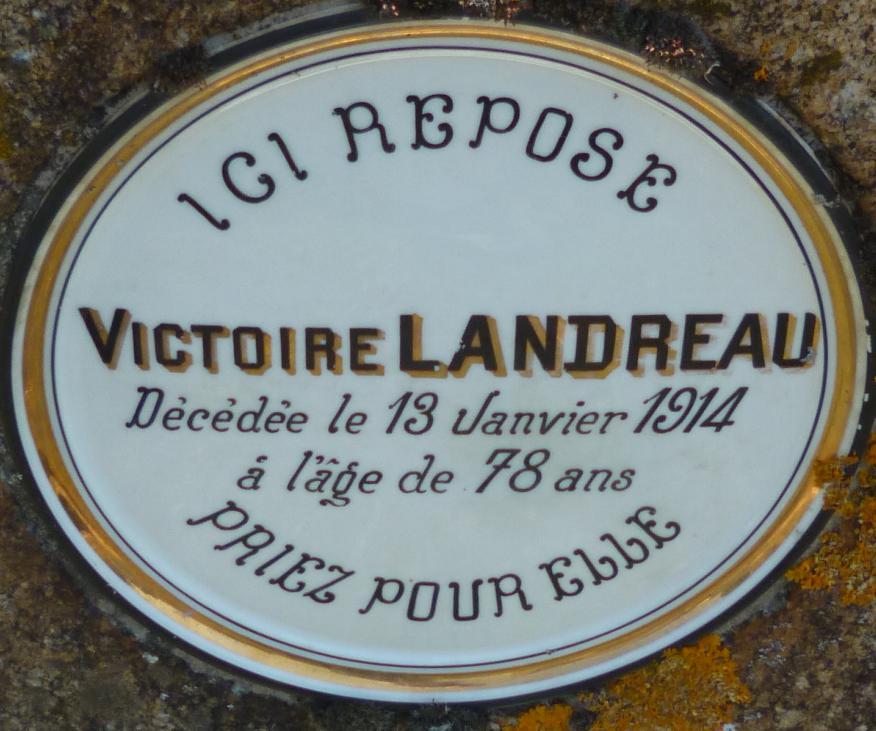 ICI REPOSE
VICTOIRE LANDREAU
Décédée le 13 Janvier 1914
á l'âge de 78 ans
PRIEZ POUR ELLE